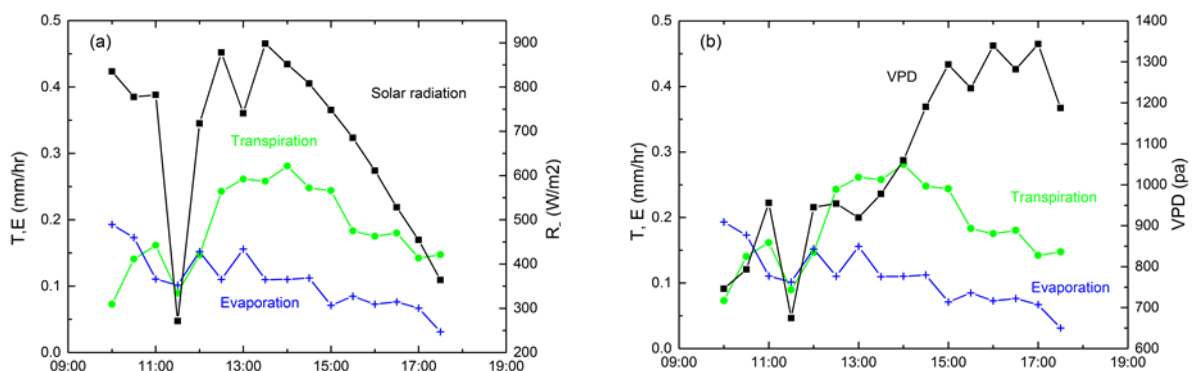 (a)
Solar radiation
Transpiration
Evaporation
T,E (mm/hr)
0.5
0.4
0.3
0.2
0.1
0.0
R_ (W/m2)
900
800
700
600
500
400
300
200
09:00 11:00 13:00 15:00 17:00 19:00
(b)
VPD
Transpiration
Evaporation
T, E (mm/hr)
0.5
0.4
0.3
0.2
0.1
0.0
VPD (pa)
1400
1300
1200
1100
1000
900
800
700
600
09:00 11:00 13:00 15:00 17:00 19:00